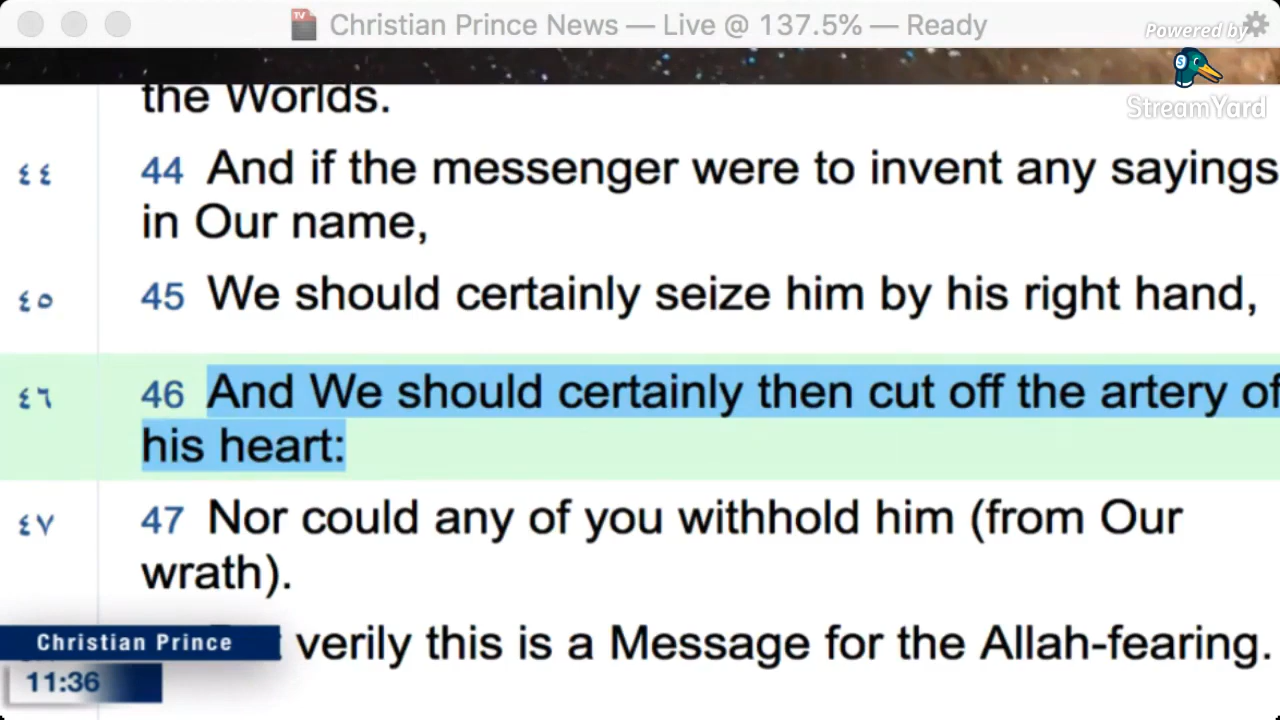 Christian Prince News — Live @ 137.5% — Ready
Powered by
StreamYard
the Worlds.
٤٤ 44 And if the messenger were to invent any sayings
in Our name,
٤٥ 45 We should certainly seize him by his right hand,
٤٦ 46 And We should certainly then cut off the artery of
his heart:
٤٧ 47 Nor could any of you withhold him (from Our
wrath).
verily this is a Message for the Allah-fearing.
Christian Prince
11:36